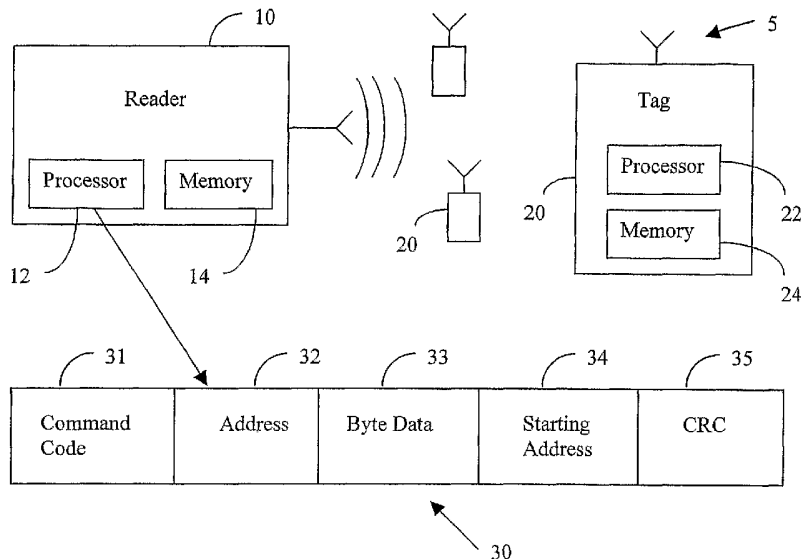 10
5
Reader
Tag
Processor
Memory
Processor
20
22
20
Memory
12
14
24
31
32
33
34
35
Command
Code
Address
Byte Data
Starting
Address
CRC
30